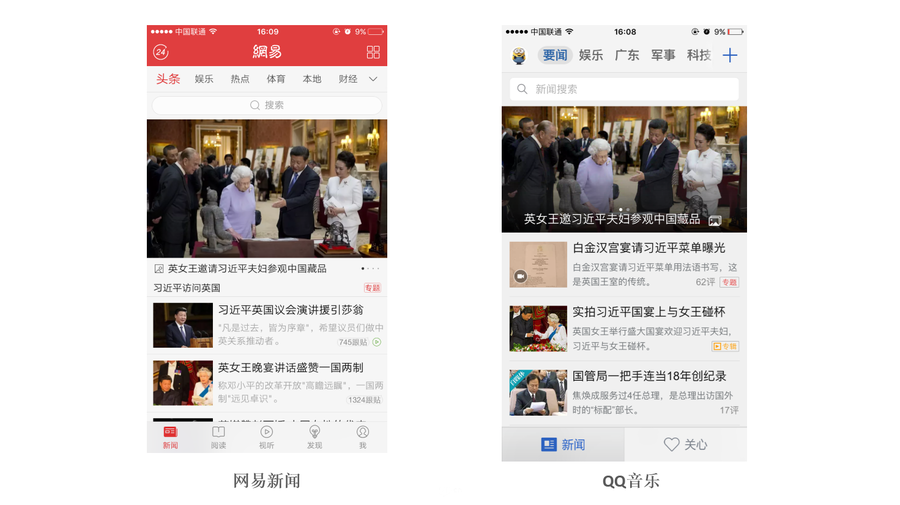 中国联通 16:09 9%
24 網易
头条 娱乐 热点 体育 本地 财经
搜索
英女王邀请习近平夫妇参观中国藏品
习近平访问英国 专题
习近平英国议会演讲援引莎翁
"凡是过去，皆为序章"，希望议员们做中
英关系推动者。 745跟贴
英女王晚宴讲话盛赞一国两制
称邓小平的改革开放"高瞻远瞩"，一国两
制"远见卓识"。 1324跟贴
新闻 阅读 视听 发现 我
网易新闻
中国联通 16:08 9%
要闻 娱乐 广东 军事 科技
新闻搜索
英女王邀习近平夫妇参观中国藏品
白金汉宫宴请习近平菜单曝光
白金汉宫宴请习近平菜单用法语书写，这
是英国王室的传统。 62评 专题
实拍习近平国宴上与女王碰杯
英国女王举行盛大国宴欢迎习近平夫妇，
习近平与女王碰杯。 专题
国管局一把手连当18年创纪录
焦焕成服务过4任总理，是总理出访国外
时的"标配"部长。 17评
新闻 关心
QQ音乐